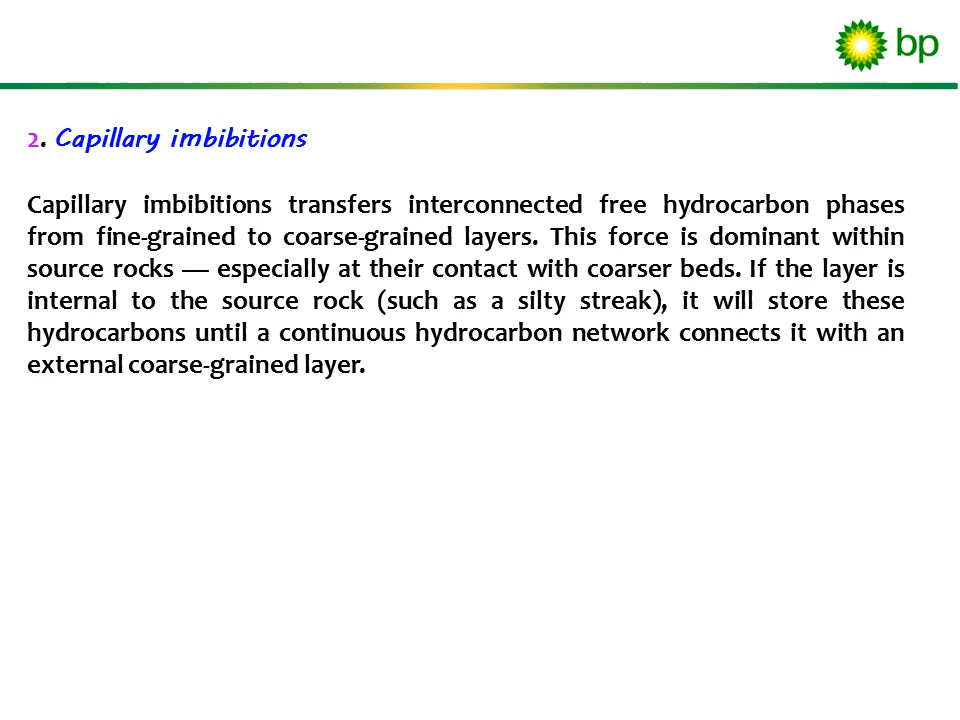 bp
2. Capillary imbibitions
Capillary imbibitions transfers interconnected free hydrocarbon phases
from fine-grained to coarse-grained layers. This force is dominant within
source rocks — especially at their contact with coarser beds. If the layer is
internal to the source rock (such as a silty streak), it will store these
hydrocarbons until a continuous hydrocarbon network connects it with an
external coarse-grained layer.